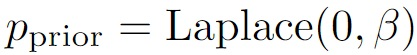 p_prior = Laplace(0, β)